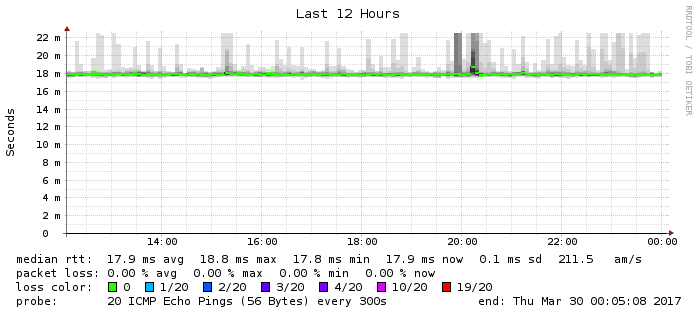 Last 12 Hours
RRDTOOL / TOBI OETIKER
Seconds
22 m
20 m
18 m
16 m
14 m
12 m
10 m
8 m
6 m
4 m
2 m
0
14:00 16:00 18:00 20:00 22:00 00:00
median rtt: 17.9 ms avg 18.8 ms max 17.8 ms min 17.9 ms now 0.1 ms sd 211.5 am/s
packet loss: 0.00 % avg 0.00 % max 0.00 % min 0.00 % now
loss color: 0 1/20 2/20 3/20 4/20 10/20 19/20
probe: 20 ICMP Echo Pings (56 Bytes) every 300s end: Thu Mar 30 00:05:08 2017